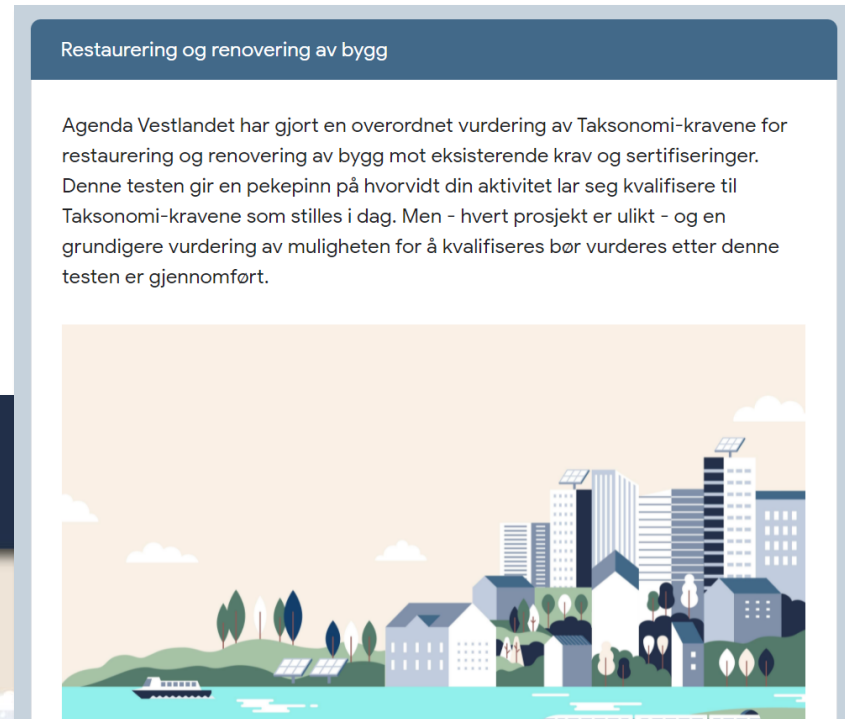 Restaurering og renovering av bygg
Agenda Vestlandet har gjort en overordnet vurdering av Taksonomi-kravene for
restaurering og renovering av bygg mot eksisterende krav og sertifiseringer.
Denne testen gir en pekepinn på hvorvidt din aktivitet lar seg kvalifisere til
Taksonomi-kravene som stilles i dag. Men - hvert prosjekt er ulikt - og en
grundigere vurdering av muligheten for å kvalifiseres bør vurderes etter denne
testen er gjennomført.